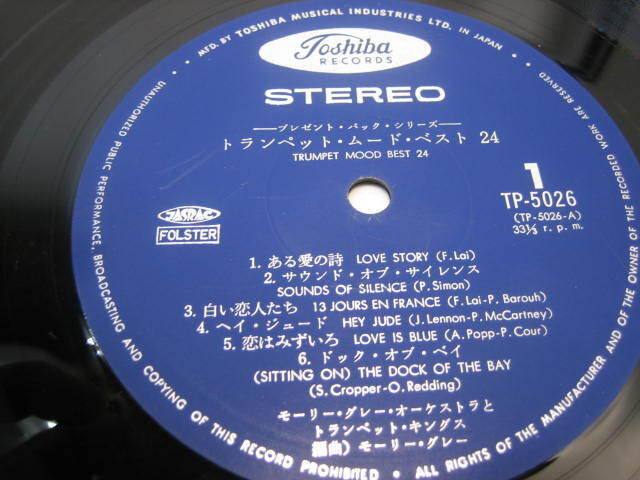 MFD. BY TOSHIBA MUSICAL INDUSTRIES LTD. IN JAPAN
Toshiba
RECORDS
STEREO
プレゼント・パック・シリーズ
トランペット・ムード・ベスト 24
TRUMPET MOOD BEST 24
1
TP-5026
(TP-5026-A)
33⅓ r. p. m.
JASRAC
FOLSTER
1. ある愛の詩 LOVE STORY (F.Lai)
2. サウンド・オブ・サイレンス
SOUNDS OF SILENCE (P.Simon)
3. 白い恋人たち 13 JOURS EN FRANCE (F.Lai-P. Barouh)
4. ヘイ・ジュード HEY JUDE (J. Lennon-P. McCartney)
5. 恋はみずいろ LOVE IS BLUE (A. Popp-P. Cour)
6. ドック・オブ・ベイ
(SITTING ON) THE DOCK OF THE BAY
(S. Cropper-O. Redding)
モーリー・グレー・オーケストラと
トランペット・キングス
編曲) モーリー・グレー
UNAUTHORIZED PUBLIC PERFORMANCE, BROADCASTING AND COPYING OF THIS RECORD PROHIBITED • ALL RIGHTS OF THE MANUFACTURER AND OF THE OWNER OF THE RECORDED WORK ARE RESERVED